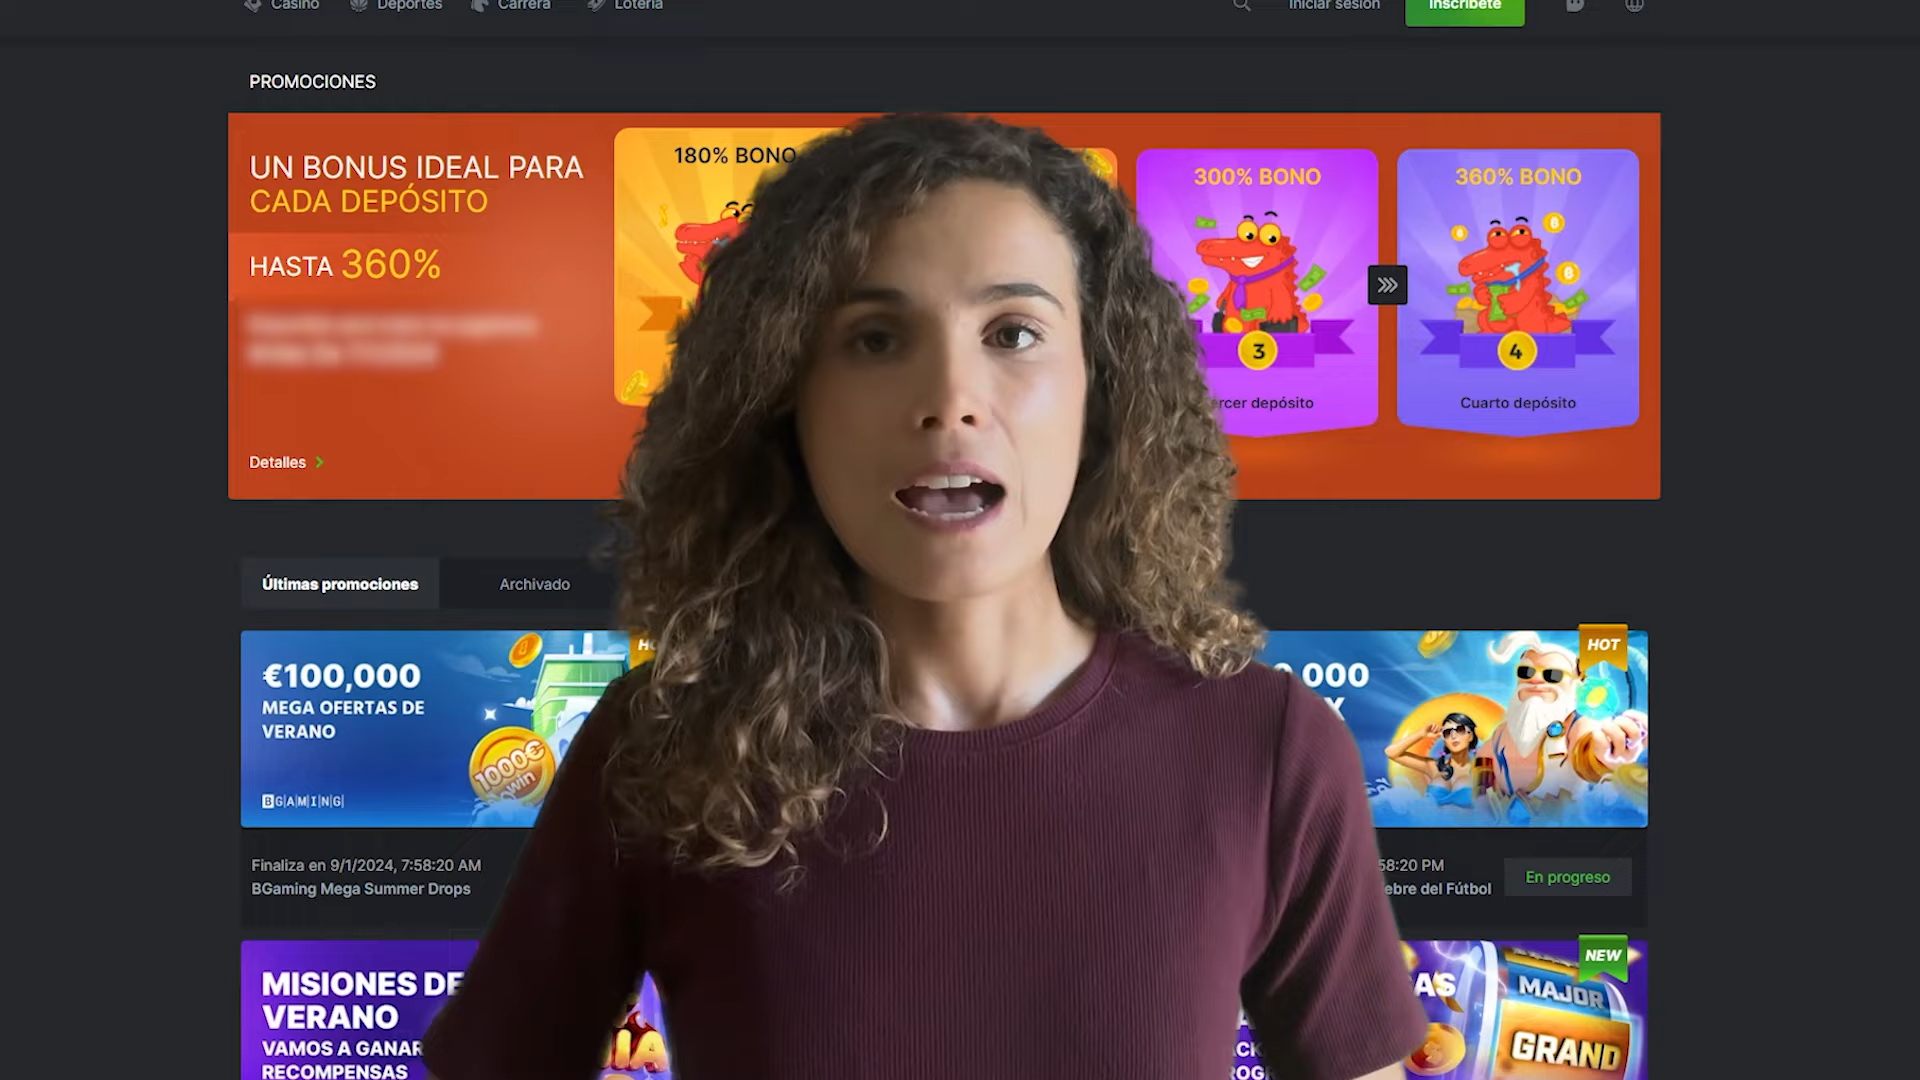 Casino
Deportes
Carrera
Lotería
Iniciar sesión
Inscríbete
PROMOCIONES
UN BONUS IDEAL PARA
CADA DEPÓSITO
HASTA 360%
Detalles
180% BONO
300% BONO
3
depósito
360% BONO
4
Cuarto depósito
Últimas promociones
Archivado
€100,000
MEGA OFERTAS DE
VERANO
1000€
win
BGAMING
HOT
Finaliza en 9/1/2024, 7:58:20 AM
BGaming Mega Summer Drops
000
58:20 PM
del Fútbol
En progreso
MISIONES DE
VERANO
VAMOS A GANAR
RECOMPENSAS
NEW
MAJOR
GRAND